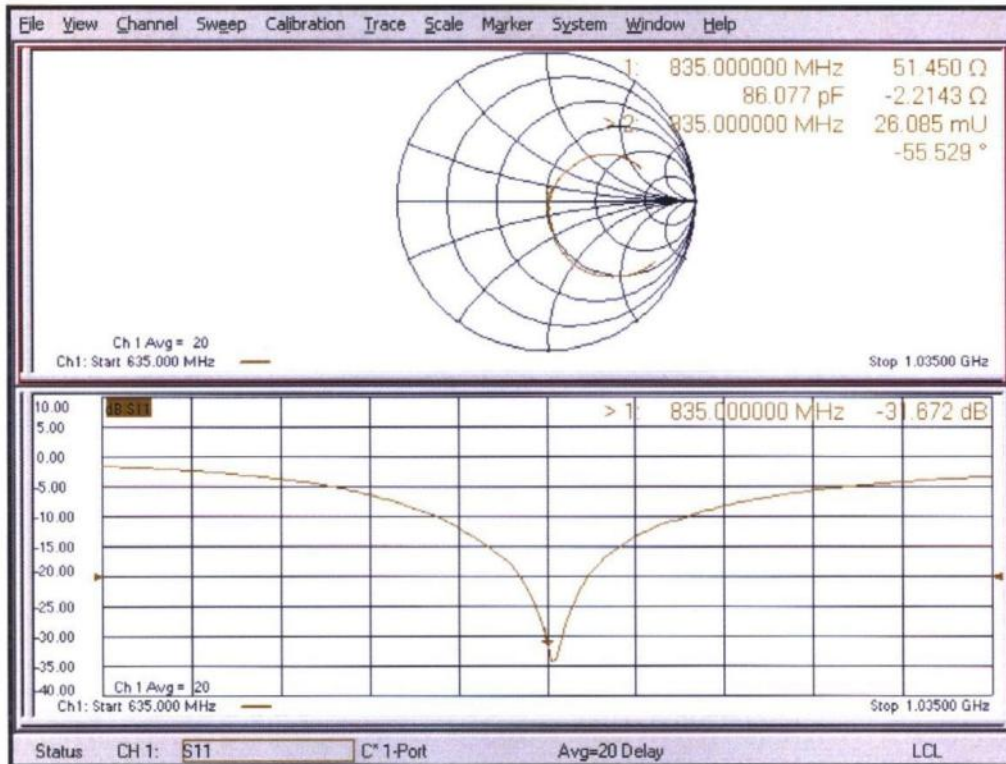 File View Channel Sweep Calibration Trace Scale Marker System Window Help
1: 835.000000 MHz 51.450 Ω
86.077 pF -2.2143 Ω
> 2: 835.000000 MHz 26.085 mU
-55.529 °
Ch 1 Avg = 20
Ch1: Start 635.000 MHz Stop 1.03500 GHz
10.00 dB S11 > 1: 835.000000 MHz -31.672 dB
5.00
0.00
-5.00
-10.00
-15.00
-20.00
-25.00
-30.00
-35.00
-40.00 Ch 1 Avg = 20
Ch1: Start 635.000 MHz Stop 1.03500 GHz
Status CH 1: S11 C* 1-Port Avg=20 Delay LCL